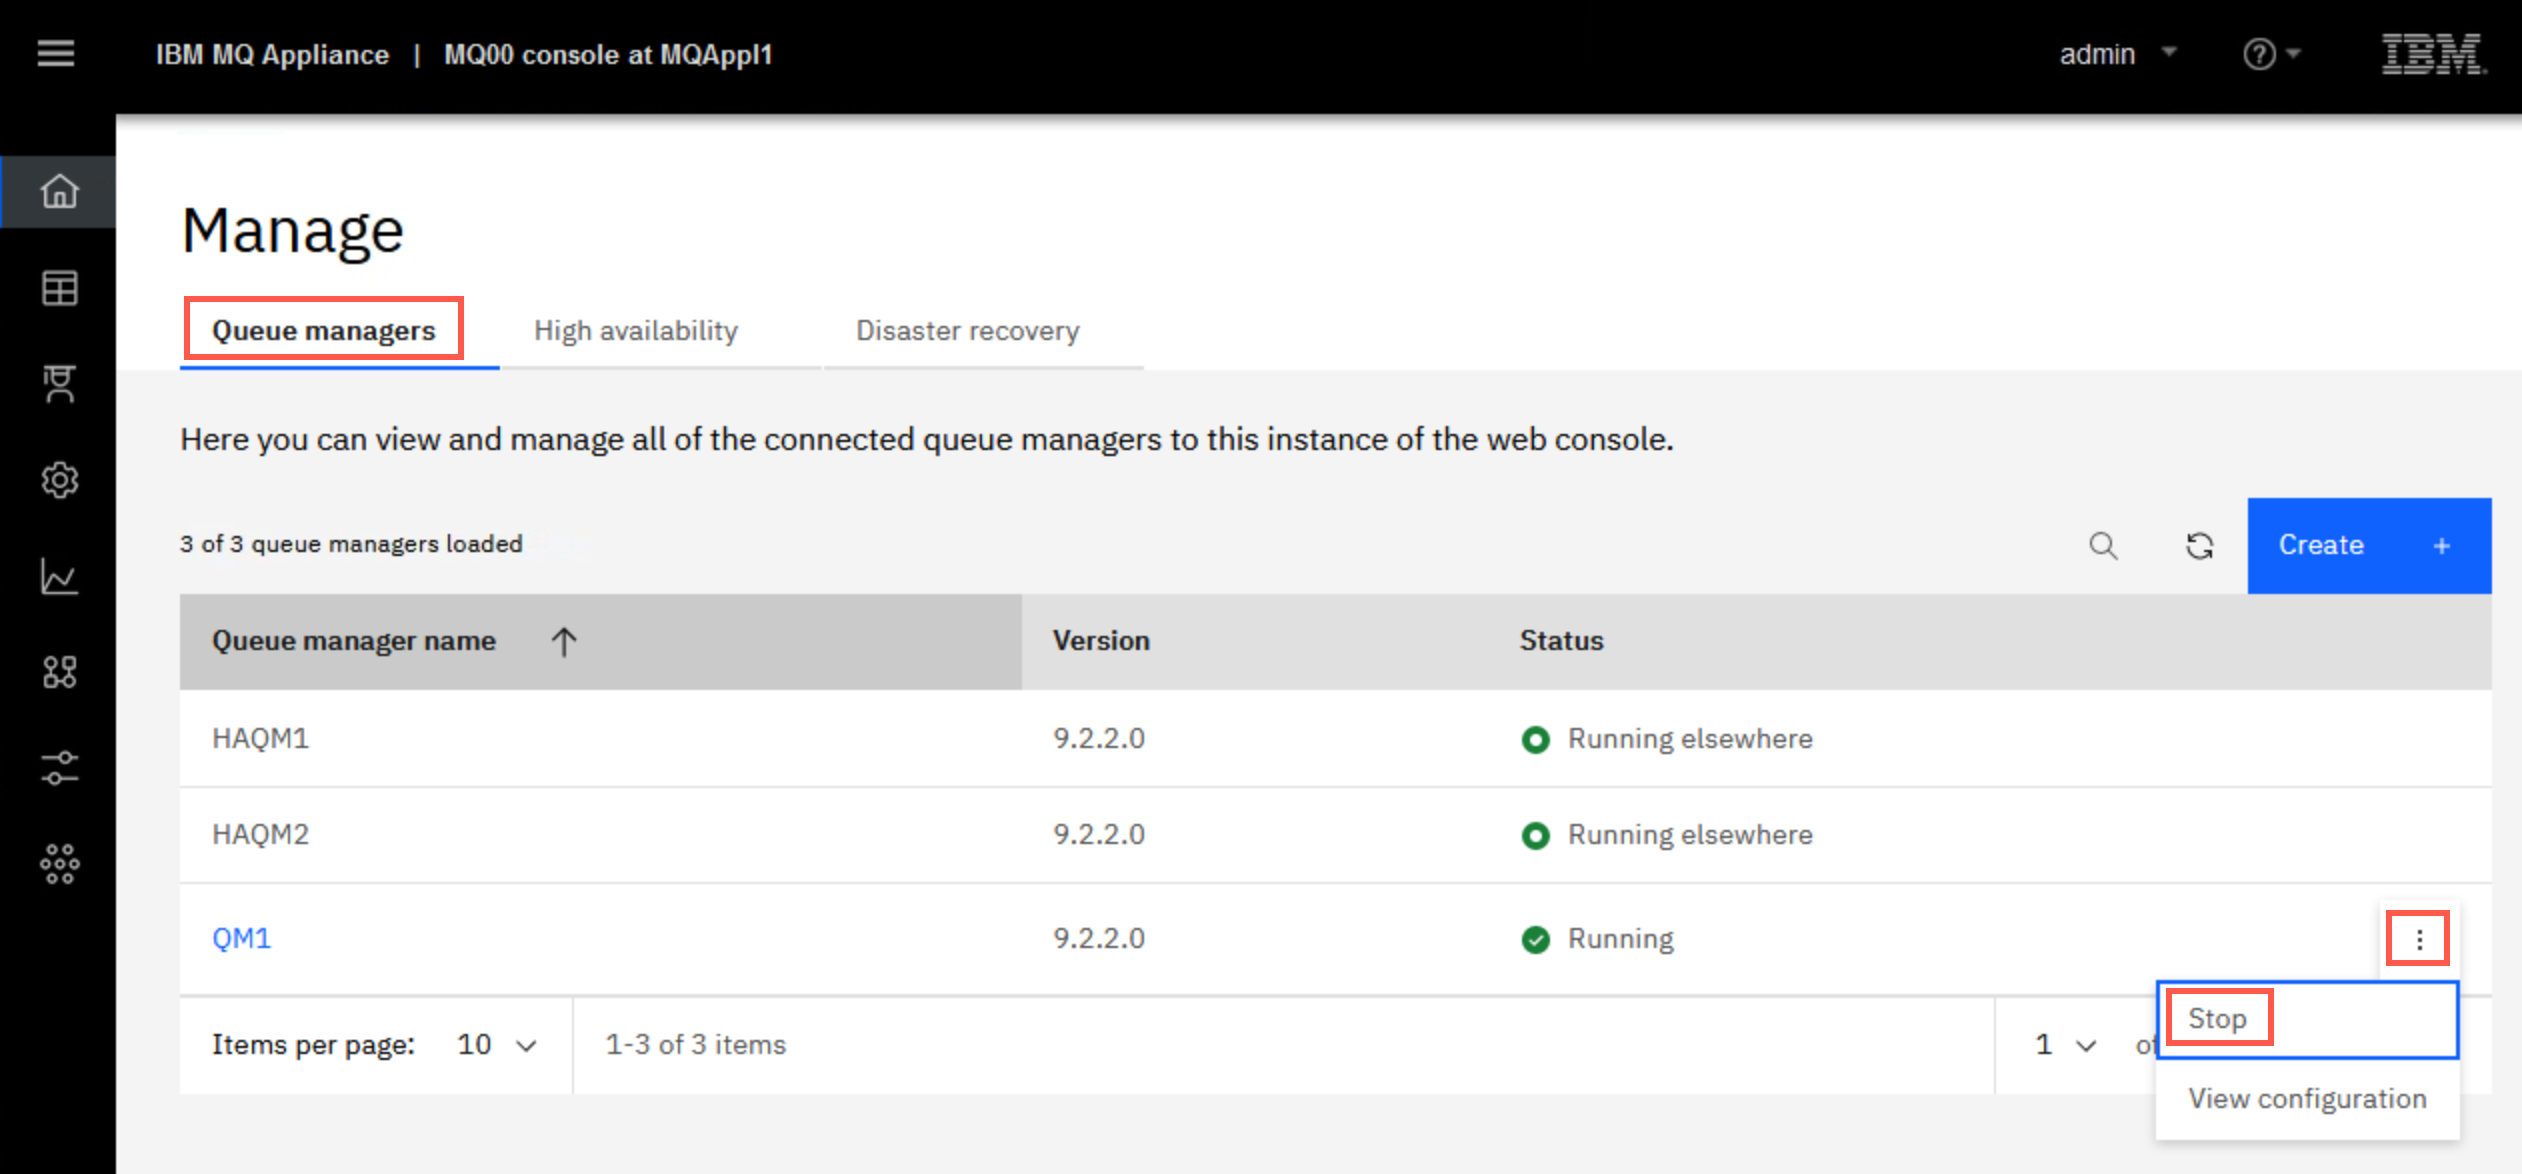 IBM MQ Appliance | MQ00 console at MQAppl1
admin
IBM
Manage
Queue managers High availability Disaster recovery
Here you can view and manage all of the connected queue managers to this instance of the web console.
3 of 3 queue managers loaded
Create +
Queue manager name Version Status
HAQM1 9.2.2.0 Running elsewhere
HAQM2 9.2.2.0 Running elsewhere
QM1 9.2.2.0 Running
Items per page: 10 1-3 of 3 items 1
Stop
View configuration